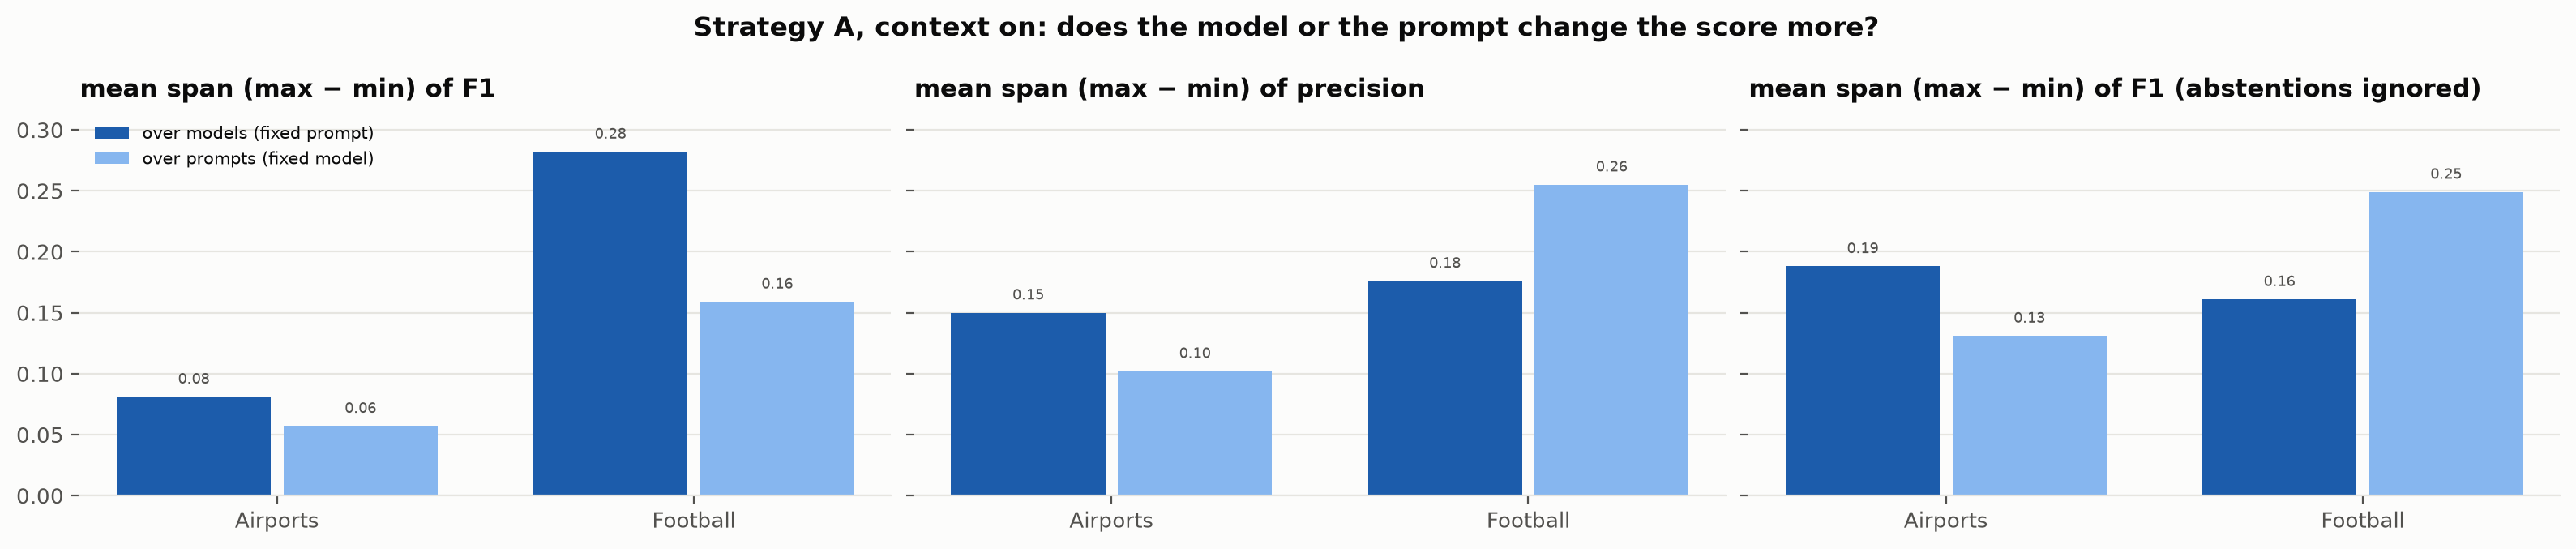 Strategy A, context on: does the model or the prompt change the score more?
mean span (max − min) of F1
0.30
0.25
0.20
0.15
0.10
0.05
0.00
over models (fixed prompt)
over prompts (fixed model)
0.08
0.06
0.28
0.16
Airports
Football
mean span (max − min) of precision
0.15
0.10
0.18
0.26
Airports
Football
mean span (max − min) of F1 (abstentions ignored)
0.19
0.13
0.16
0.25
Airports
Football